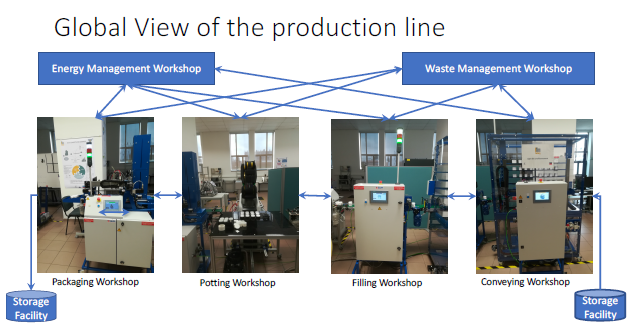 Global View of the production line
Energy Management Workshop
Waste Management Workshop
Packaging Workshop
Potting Workshop
Filling Workshop
Conveying Workshop
Storage
Facility
Storage
Facility